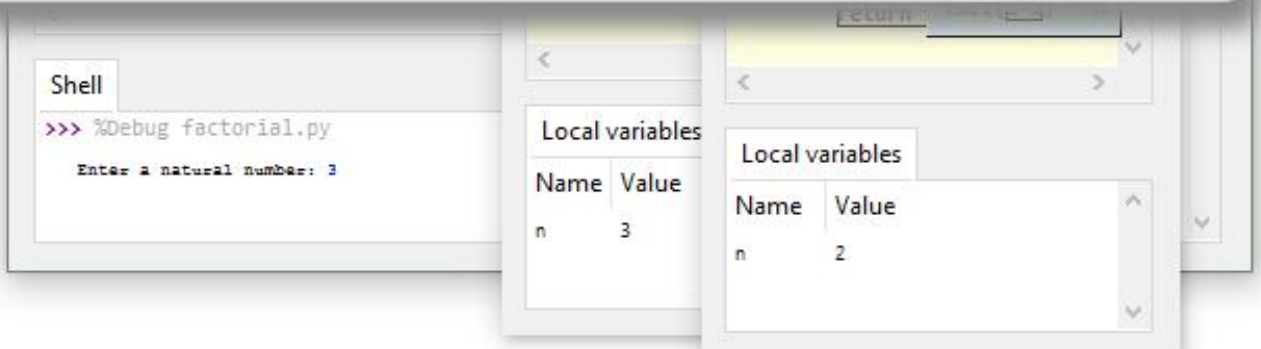 return
Shell
>>> %Debug factorial.py
Enter a natural number: 3
Local variables
Name Value
n 3
Local variables
Name Value
n 2